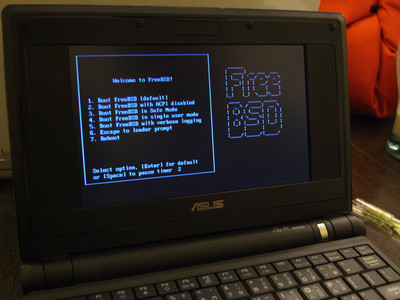 Welcome to FreeBSD!
1. Boot FreeBSD [default]
2. Boot FreeBSD with ACPI disabled
3. Boot FreeBSD in Safe Mode
4. Boot FreeBSD in single user mode
5. Boot FreeBSD with verbose logging
6. Escape to loader prompt
7. Reboot
Select option, [Enter] for default
or [Space] to pause timer 2
Free
BSD
ASUS
Eee PC